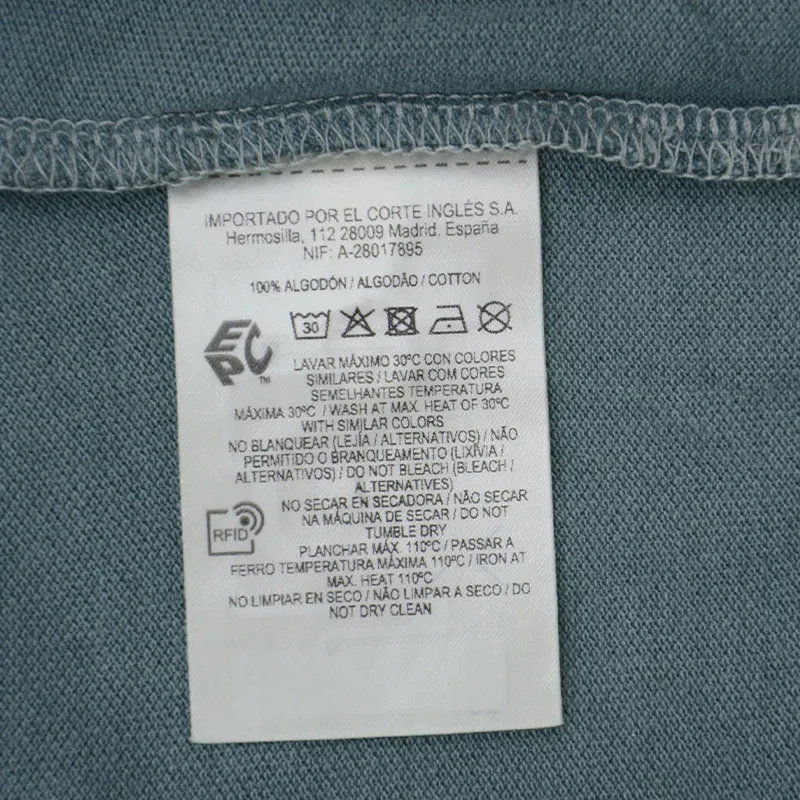 IMPORTADO POR EL CORTE INGLÉS S.A.
Hermosilla, 112 28009 Madrid. España
NIF: A-28017895
100% ALGODÓN / ALGODÃO / COTTON
30
EPC™
LAVAR MÁXIMO 30ºC CON COLORES
SIMILARES / LAVAR COM CORES
SEMELHANTES TEMPERATURA
MÁXIMA 30ºC / WASH AT MAX. HEAT OF 30ºC
WITH SIMILAR COLORS
NO BLANQUEAR (LEJÍA / ALTERNATIVOS) / NÃO
PERMITIDO O BRANQUEAMENTO (LIXÍVIA /
ALTERNATIVOS) / DO NOT BLEACH (BLEACH /
ALTERNATIVES)
RFID
NO SECAR EN SECADORA / NÃO SECAR
NA MÁQUINA DE SECAR / DO NOT
TUMBLE DRY
PLANCHAR MÁX. 110ºC / PASSAR A
FERRO TEMPERATURA MÁXIMA 110ºC / IRON AT
MAX. HEAT 110ºC
NO LIMPIAR EN SECO / NÃO LIMPAR A SECO / DO
NOT DRY CLEAN